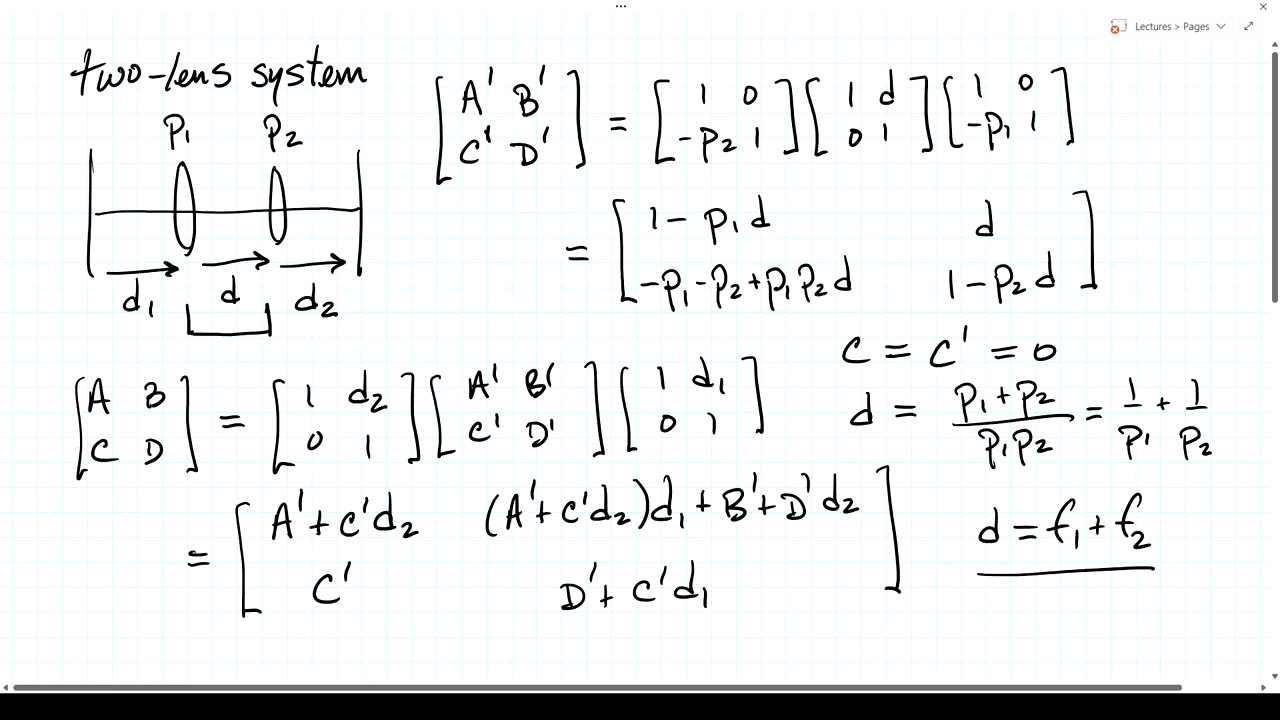 Lectures > Pages
two-lens system
P₁ P₂
d₁ d d₂
[A' B'; C' D'] = [1 0; -P₂ 1] [1 d; 0 1] [1 0; -P₁ 1]
= [1 - P₁d d; -P₁ - P₂ + P₁P₂d 1 - P₂d]
[A B; C D] = [1 d₂; 0 1] [A' B'; C' D'] [1 d₁; 0 1]
= [A' + C'd₂ (A' + C'd₂)d₁ + B' + D'd₂; C' D' + C'd₁]
C = C' = 0
d = (P₁ + P₂)/(P₁P₂) = 1/P₁ + 1/P₂
d = f₁ + f₂